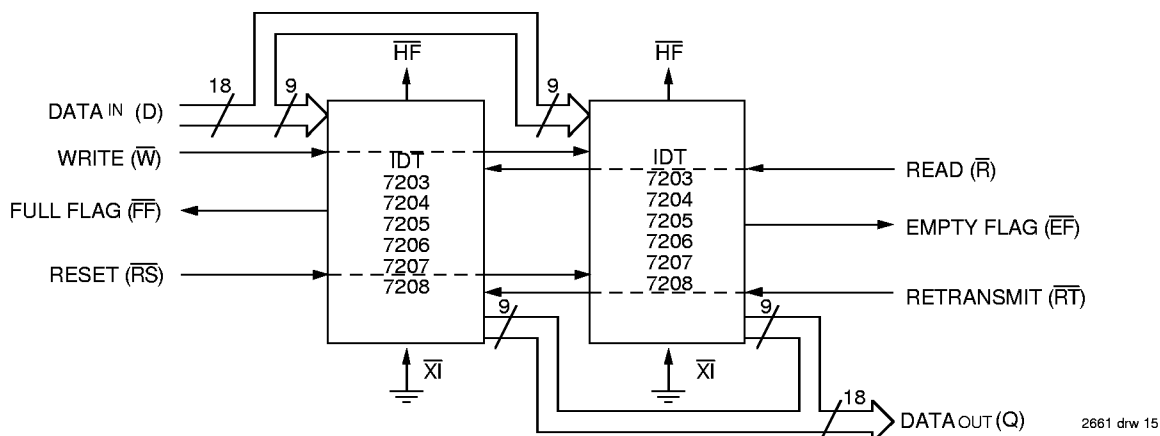 HF
HF
18
9
9
DATA IN (D)
WRITE (W)
FULL FLAG (FF)
RESET (RS)
IDT
7203
7204
7205
7206
7207
7208
IDT
7203
7204
7205
7206
7207
7208
READ (R)
EMPTY FLAG (EF)
RETRANSMIT (RT)
9
9
XI
XI
18
DATA OUT (Q)
2661 drw 15